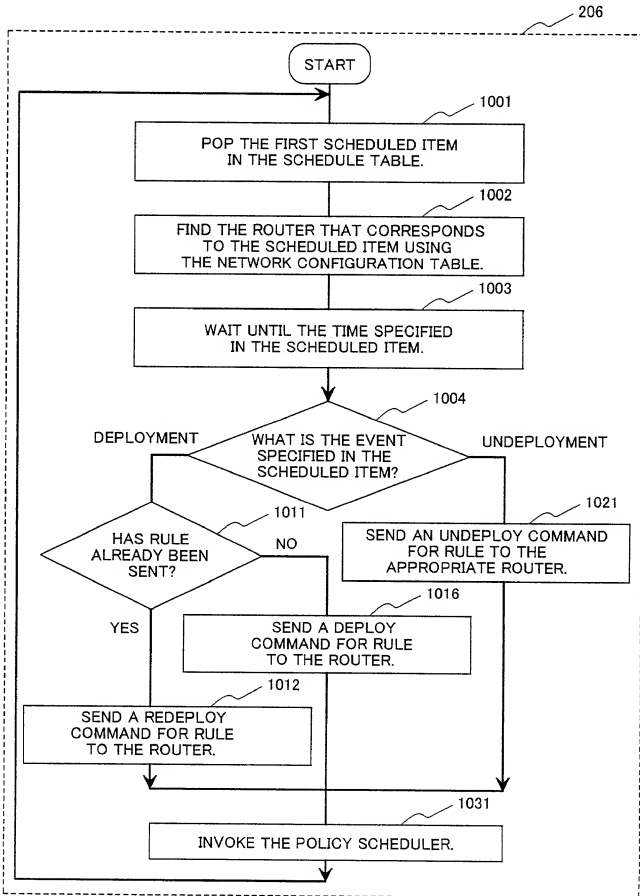 206
START
1001
POP THE FIRST SCHEDULED ITEM
IN THE SCHEDULE TABLE.
1002
FIND THE ROUTER THAT CORRESPONDS
TO THE SCHEDULED ITEM USING
THE NETWORK CONFIGURATION TABLE.
1003
WAIT UNTIL THE TIME SPECIFIED
IN THE SCHEDULED ITEM.
1004
DEPLOYMENT
WHAT IS THE EVENT
SPECIFIED IN THE
SCHEDULED ITEM?
UNDEPLOYMENT
1011
HAS RULE
ALREADY BEEN
SENT?
NO
YES
1021
SEND AN UNDEPLOY COMMAND
FOR RULE TO THE
APPROPRIATE ROUTER.
1016
SEND A DEPLOY
COMMAND FOR RULE
TO THE ROUTER.
1012
SEND A REDEPLOY
COMMAND FOR RULE
TO THE ROUTER.
1031
INVOKE THE POLICY SCHEDULER.